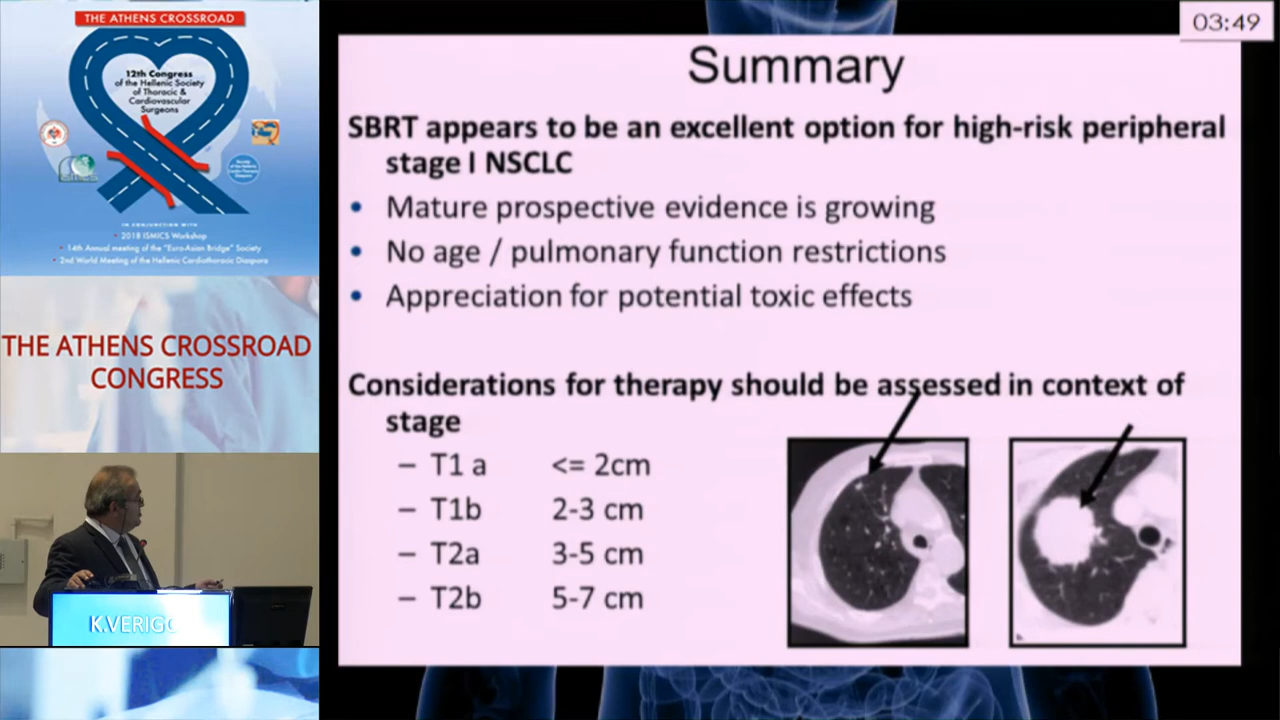 THE ATHENS CROSSROAD
12th Congress
of the Hellenic Society
of Thoracic &
Cardiovascular
Surgeons
IN CONJUNCTION WITH
• 2018 ISMICS Workshop
• 14th Annual meeting of the "Euro-Asian Bridge" Society
• 2nd World Meeting of the Hellenic Cardiothoracic Diaspora
THE ATHENS CROSSROAD
CONGRESS
K.VERIG
03:49
Summary
SBRT appears to be an excellent option for high-risk peripheral
stage I NSCLC
• Mature prospective evidence is growing
• No age / pulmonary function restrictions
• Appreciation for potential toxic effects
Considerations for therapy should be assessed in context of
stage
– T1 a <= 2cm
– T1b 2-3 cm
– T2a 3-5 cm
– T2b 5-7 cm